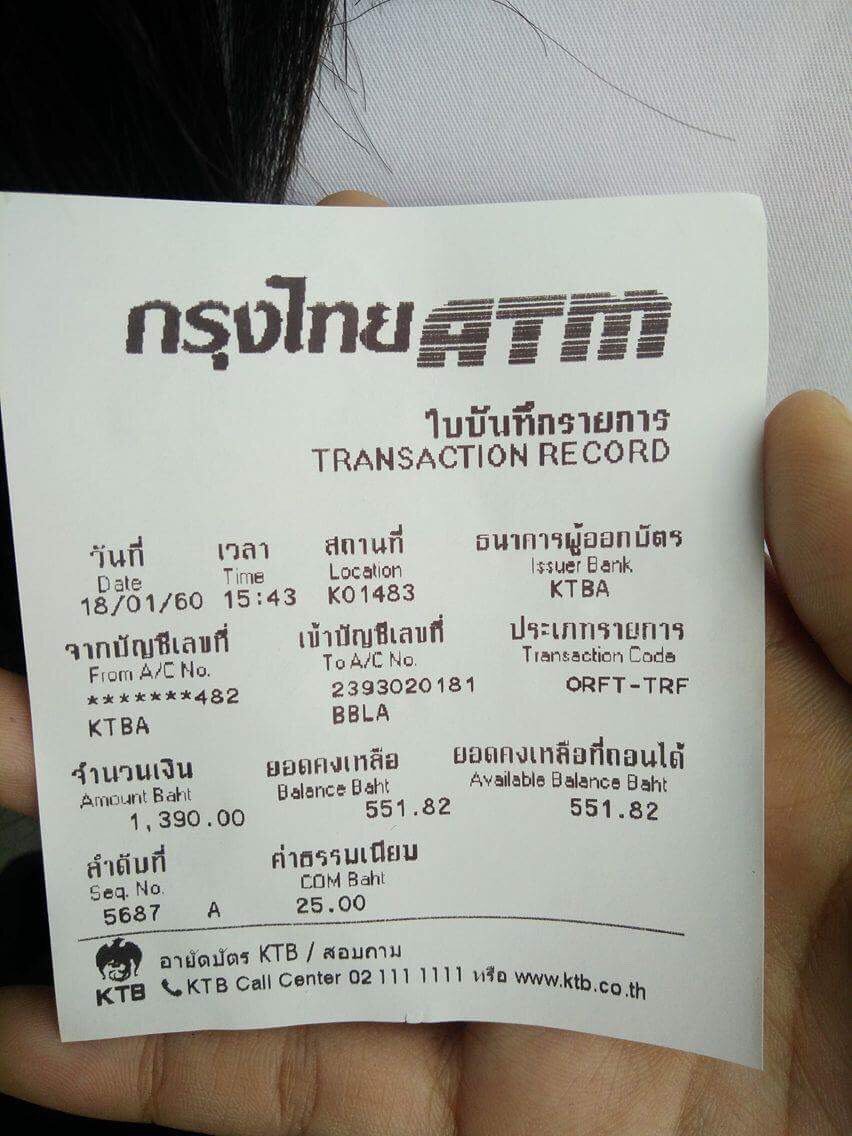 กรุงไทย ATM
ใบบันทึกรายการ
TRANSACTION RECORD
วันที่ เวลา สถานที่ ธนาคารผู้ออกบัตร
Date Time Location Issuer Bank
18/01/60 15:43 K01483 KTBA
จากบัญชีเลขที่ เข้าบัญชีเลขที่ ประเภทรายการ
From A/C No. To A/C No. Transaction Code
*******482 2393020181 ORFT-TRF
KTBA BBLA
จำนวนเงิน ยอดคงเหลือ ยอดคงเหลือที่ถอนได้
Amount Baht Balance Baht Available Balance Baht
1,390.00 551.82 551.82
ลำดับที่ ค่าธรรมเนียม
Seq. No. COM Baht
5687 A 25.00
อายัดบัตร KTB / สอบถาม
KTB KTB Call Center 02 111 1111 หรือ www.ktb.co.th